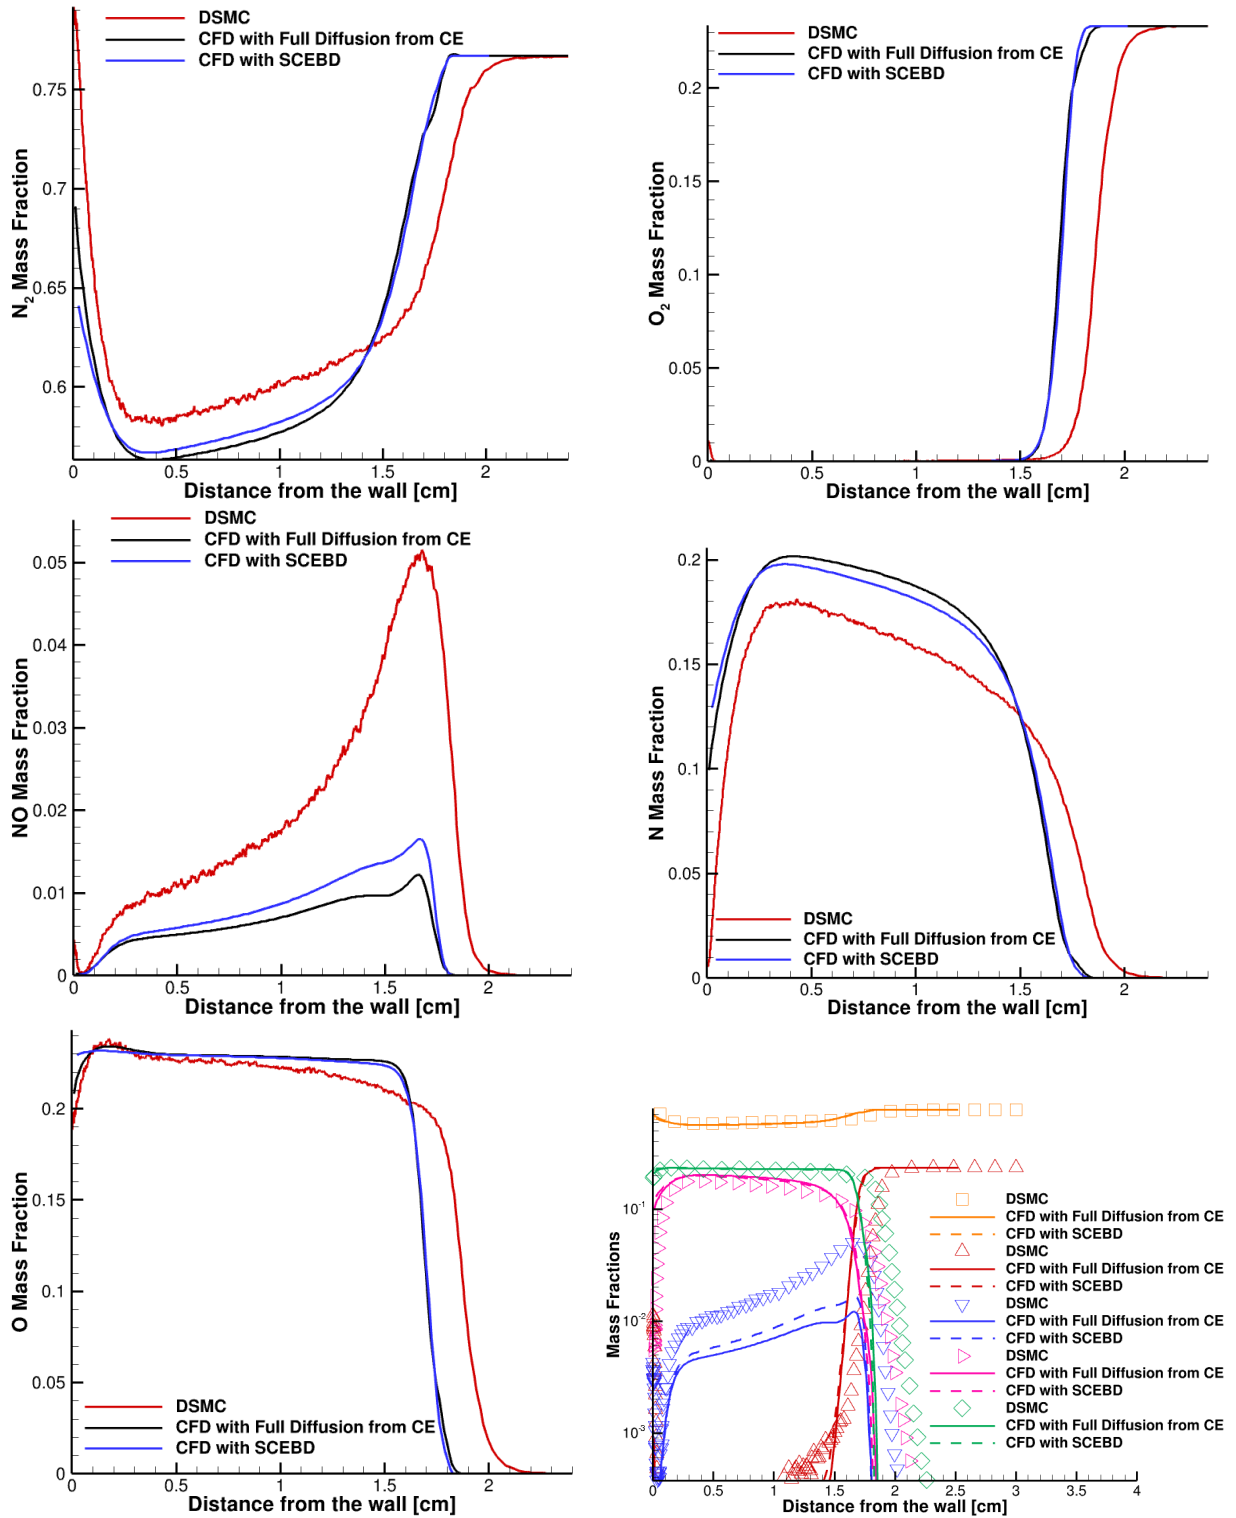 DSMC
CFD with Full Diffusion from CE
CFD with SCEBD
0.75
0.7
0.65
0.6
N2 Mass Fraction
0 0.5 1 1.5 2
Distance from the wall [cm]
DSMC
CFD with Full Diffusion from CE
CFD with SCEBD
0.2
0.15
0.1
0.05
0
O2 Mass Fraction
0 0.5 1 1.5 2
Distance from the wall [cm]
DSMC
CFD with Full Diffusion from CE
CFD with SCEBD
0.05
0.04
0.03
0.02
0.01
0
NO Mass Fraction
0 0.5 1 1.5 2
Distance from the wall [cm]
0.2
0.15
0.1
0.05
0
N Mass Fraction
DSMC
CFD with Full Diffusion from CE
CFD with SCEBD
0 0.5 1 1.5 2
Distance from the wall [cm]
0.2
0.15
0.1
0.05
0
O Mass Fraction
DSMC
CFD with Full Diffusion from CE
CFD with SCEBD
0 0.5 1 1.5 2
Distance from the wall [cm]
10-1
10-2
10-3
Mass Fractions
DSMC
CFD with Full Diffusion from CE
CFD with SCEBD
DSMC
CFD with Full Diffusion from CE
CFD with SCEBD
DSMC
CFD with Full Diffusion from CE
CFD with SCEBD
DSMC
CFD with Full Diffusion from CE
CFD with SCEBD
DSMC
CFD with Full Diffusion from CE
CFD with SCEBD
0 0.5 1 1.5 2 2.5 3 3.5 4
Distance from the wall [cm]